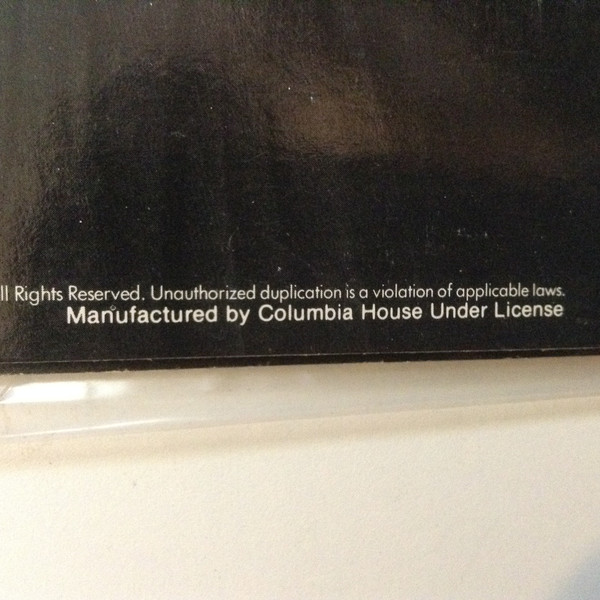 ll Rights Reserved. Unauthorized duplication is a violation of applicable laws.
Manufactured by Columbia House Under License